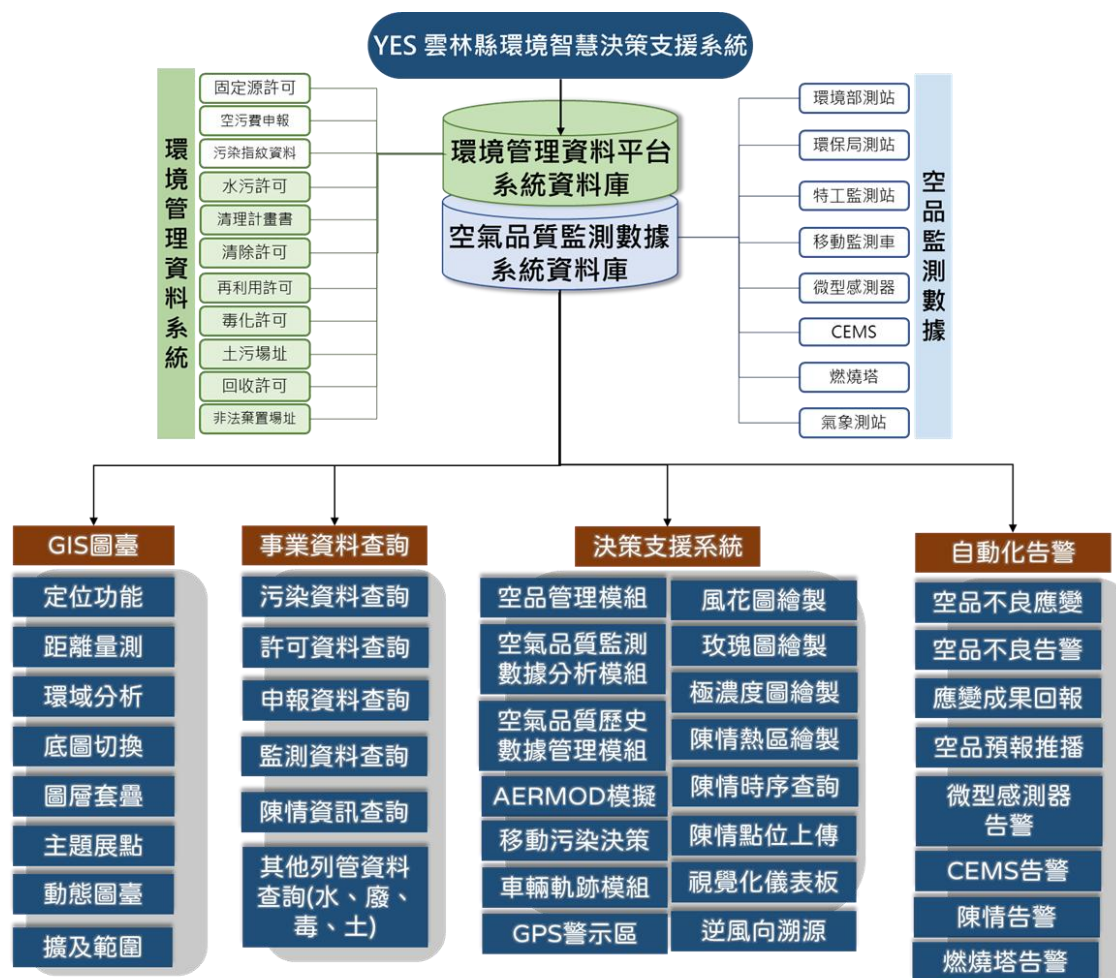 YES 雲林縣環境智慧決策支援系統
環境管理資料系統
固定源許可
空污費申報
污染指紋資料
水污許可
清理計畫書
清除許可
再利用許可
毒化許可
土污場址
回收許可
非法棄置場址
環境管理資料平台
系統資料庫
空氣品質監測數據
系統資料庫
環境部測站
環保局測站
特工監測站
移動監測車
微型感測器
CEMS
燃燒塔
氣象測站
空品監測數據
GIS圖臺
定位功能
距離量測
環域分析
底圖切換
圖層套疊
主題展點
動態圖臺
擴及範圍
事業資料查詢
污染資料查詢
許可資料查詢
申報資料查詢
監測資料查詢
陳情資訊查詢
其他列管資料
查詢(水、廢、
毒、土)
決策支援系統
空品管理模組
空氣品質監測
數據分析模組
空氣品質歷史
數據管理模組
AERMOD模擬
移動污染決策
車輛軌跡模組
GPS警示區
風花圖繪製
玫瑰圖繪製
極濃度圖繪製
陳情熱區繪製
陳情時序查詢
陳情點位上傳
視覺化儀表板
逆風向溯源
自動化告警
空品不良應變
空品不良告警
應變成果回報
空品預報推播
微型感測器
告警
CEMS告警
陳情告警
燃燒塔告警